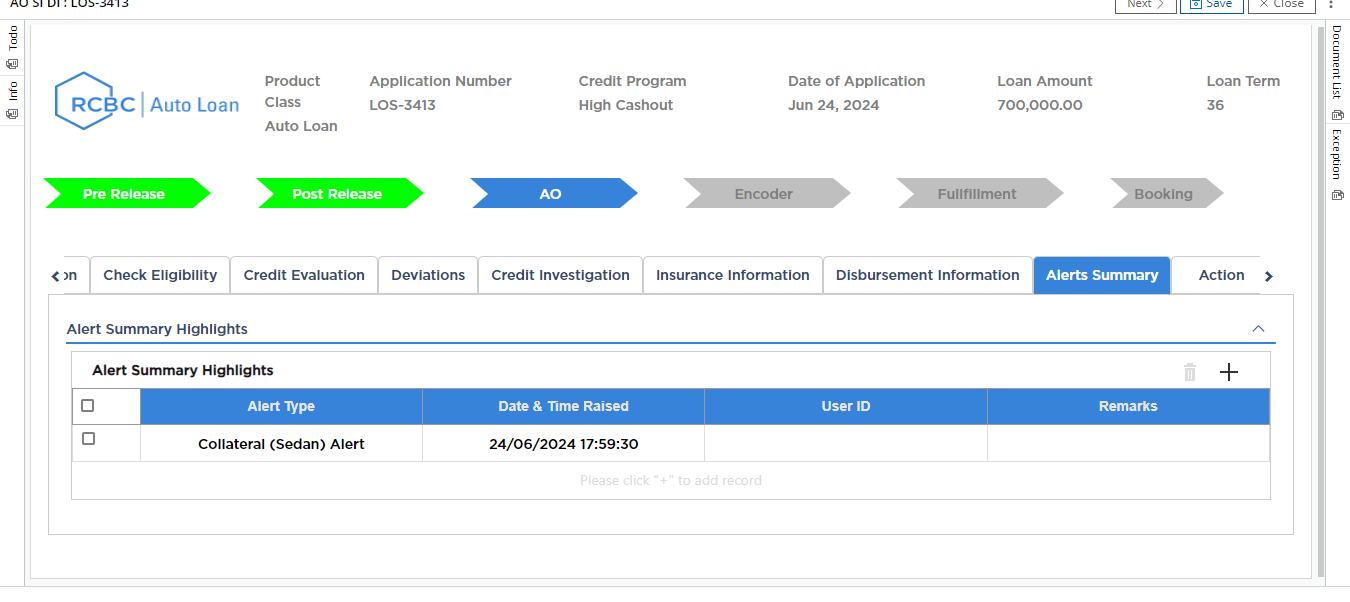 AO SI DI : LOS-3413
Next
Save
Close
Todo
Info
Document List
Exception
RCBC Auto Loan
Product Class
Auto Loan
Application Number
LOS-3413
Credit Program
High Cashout
Date of Application
Jun 24, 2024
Loan Amount
700,000.00
Loan Term
36
Pre Release
Post Release
AO
Encoder
Fullfillment
Booking
on
Check Eligibility
Credit Evaluation
Deviations
Credit Investigation
Insurance Information
Disbursement Information
Alerts Summary
Action
Alert Summary Highlights
Alert Summary Highlights
Alert Type
Date & Time Raised
User ID
Remarks
Collateral (Sedan) Alert
24/06/2024 17:59:30
Please click "+" to add record